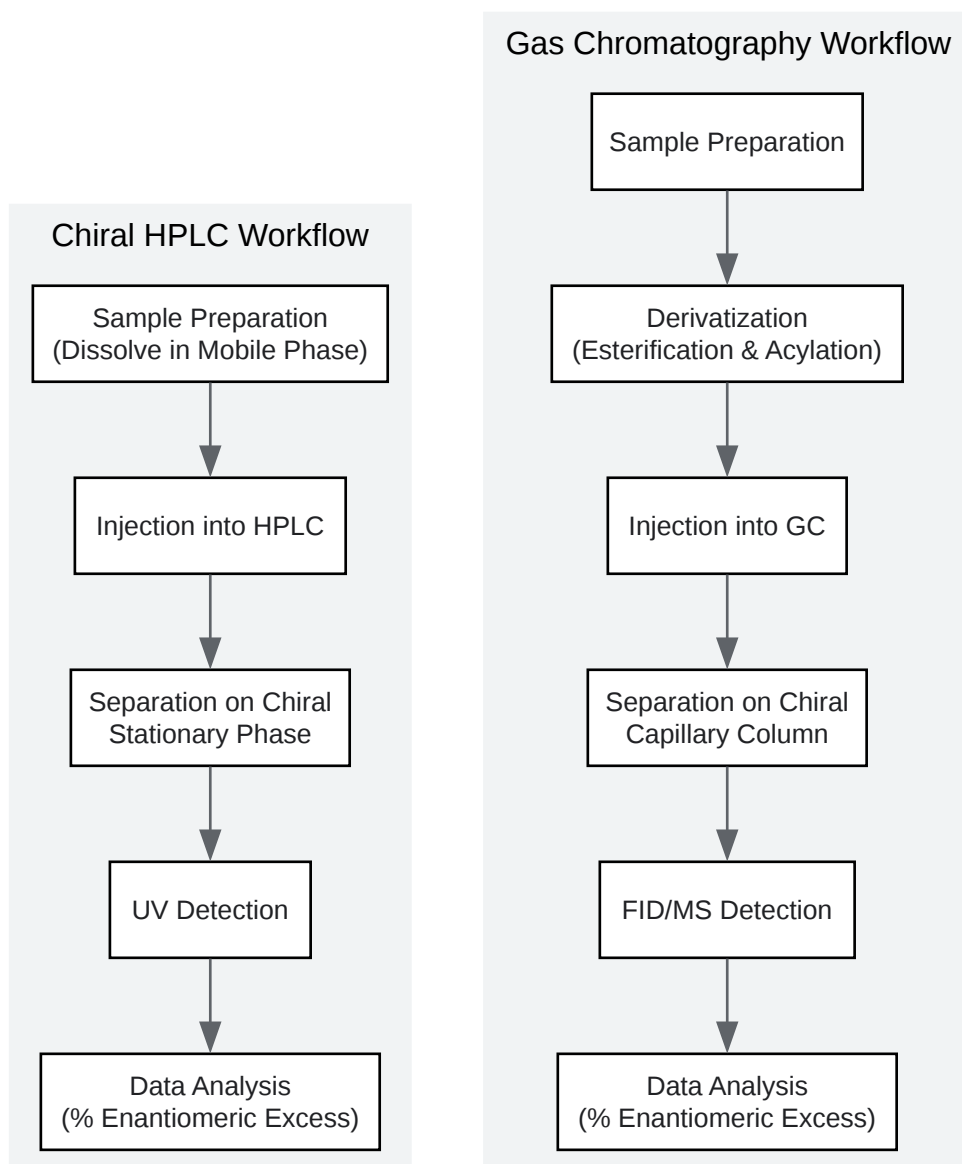 Chiral HPLC Workflow
Sample Preparation
(Dissolve in Mobile Phase)
Injection into HPLC
Separation on Chiral
Stationary Phase
UV Detection
Data Analysis
(% Enantiomeric Excess)
Gas Chromatography Workflow
Sample Preparation
Derivatization
(Esterification & Acylation)
Injection into GC
Separation on Chiral
Capillary Column
FID/MS Detection
Data Analysis
(% Enantiomeric Excess)